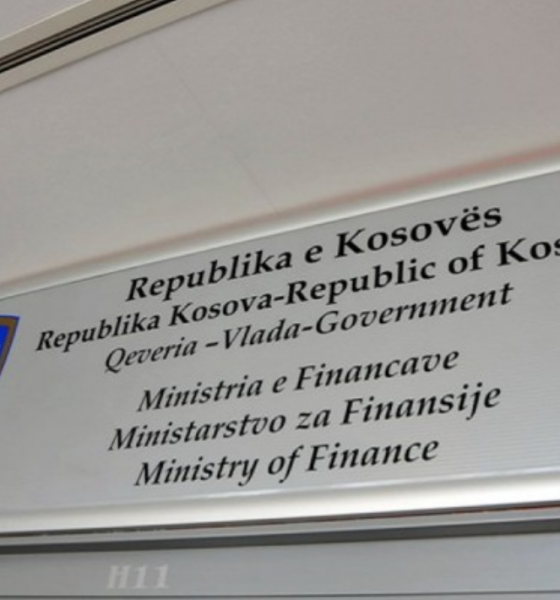 Republika e Kosovës
Republika Kosova-Republic of Kos
Qeveria –Vlada-Government
Ministria e Financave
Ministarstvo za Finansije
Ministry of Finance
H11